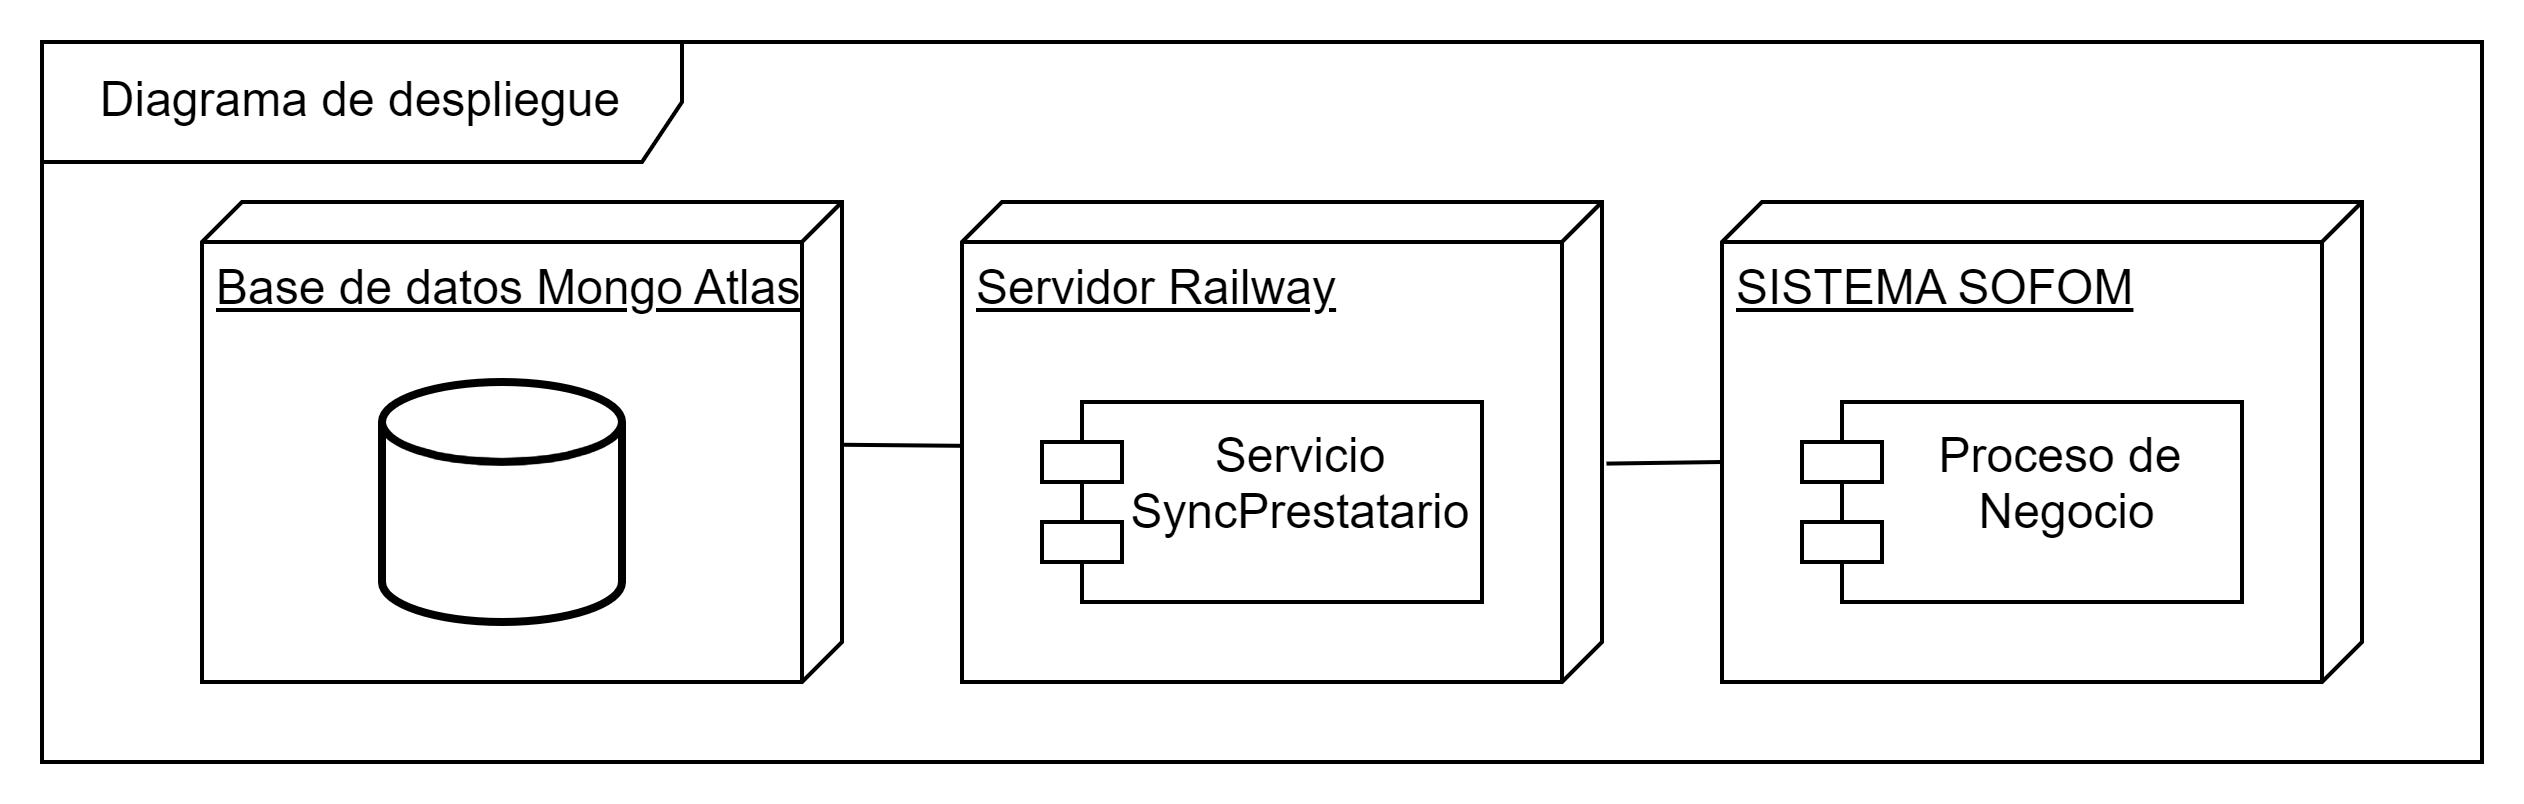 Diagrama de despliegue
Base de datos Mongo Atlas
Servidor Railway
Servicio
SyncPrestatario
SISTEMA SOFOM
Proceso de
Negocio